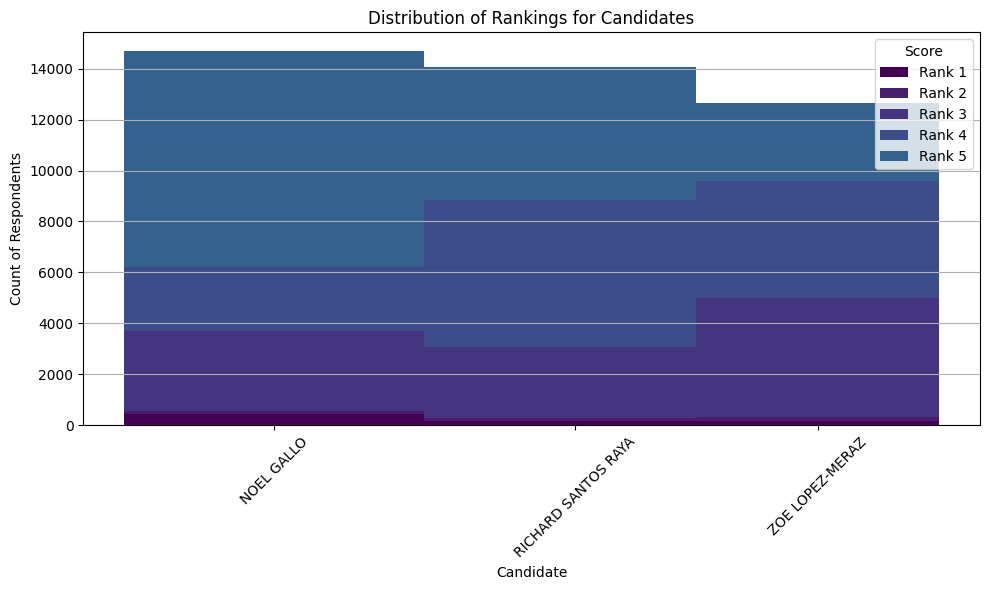 Distribution of Rankings for Candidates
Score
Rank 1
Rank 2
Rank 3
Rank 4
Rank 5
Count of Respondents
14000
12000
10000
8000
6000
4000
2000
0
NOEL GALLO
RICHARD SANTOS RAYA
ZOE LOPEZ-MERAZ
Candidate